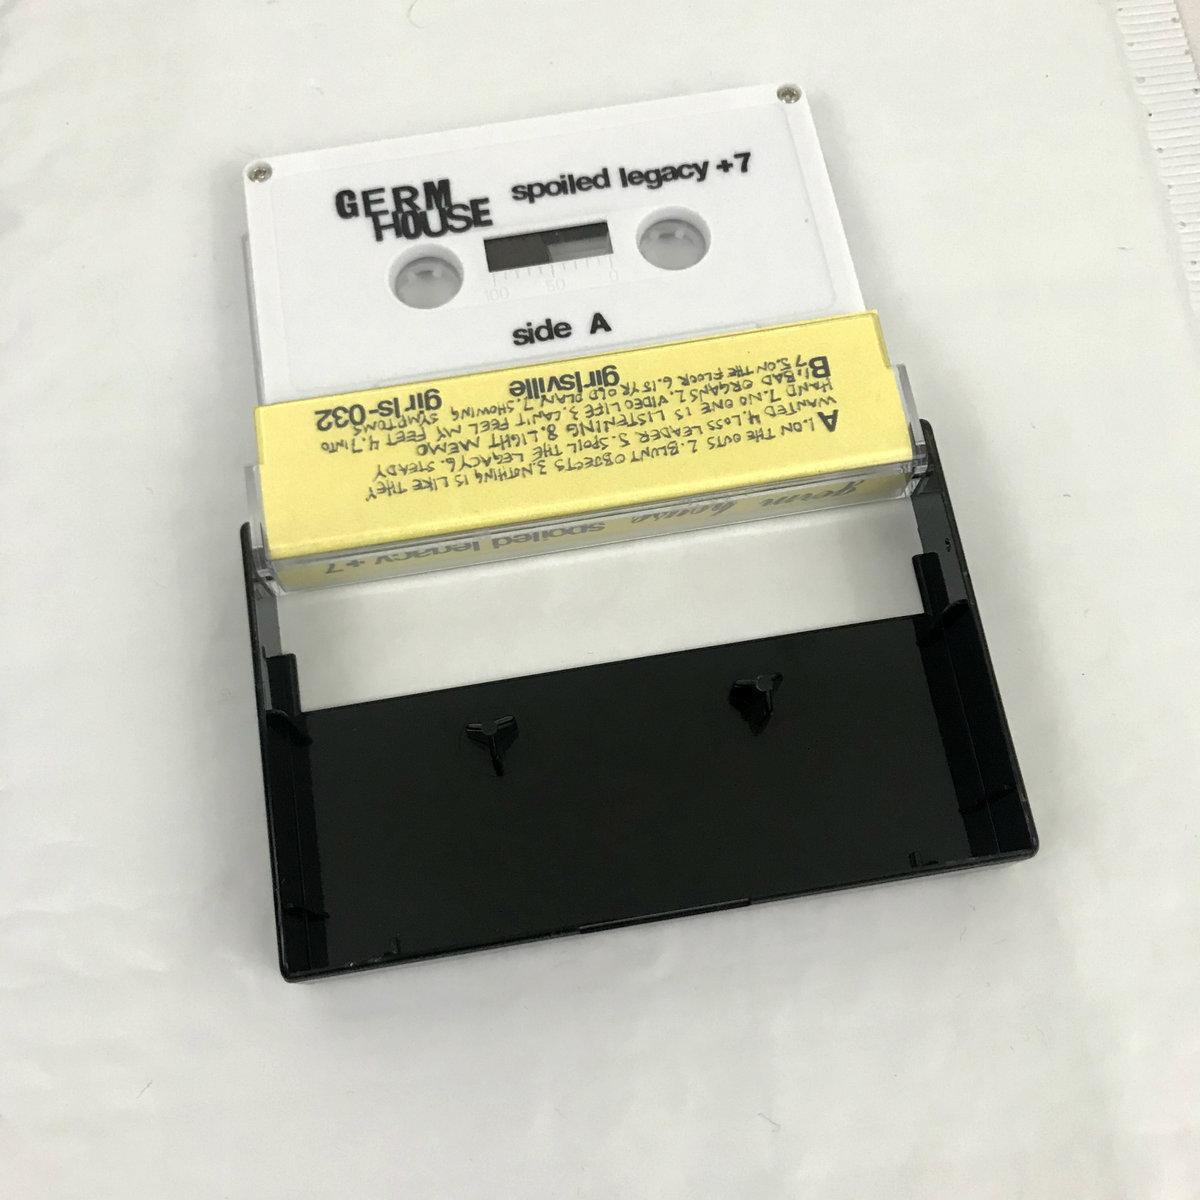 GERM
HOUSE
spoiled legacy +7
100 50 0
side A
A
1. ON THE OUTS 2. BLUNT OBJECTS 3. NOTHING IS LIKE THEY
WANTED 4. LOSS LEADER 5. SPOIL THE LEGACY 6. STEADY
HAND 7. NO ONE IS LISTENING 8. LIGHT MEMO
B
1. BAD ORGANS 2. VIDEO LIFE 3. CAN'T FEEL MY FEET 4. 7 INTO
7 5. ON THE FLOOR 6. 15 YR OLD PLAN 7. SHOWING SYMPTOMS
girlsville
girls-032
germ house spoiled legacy +7